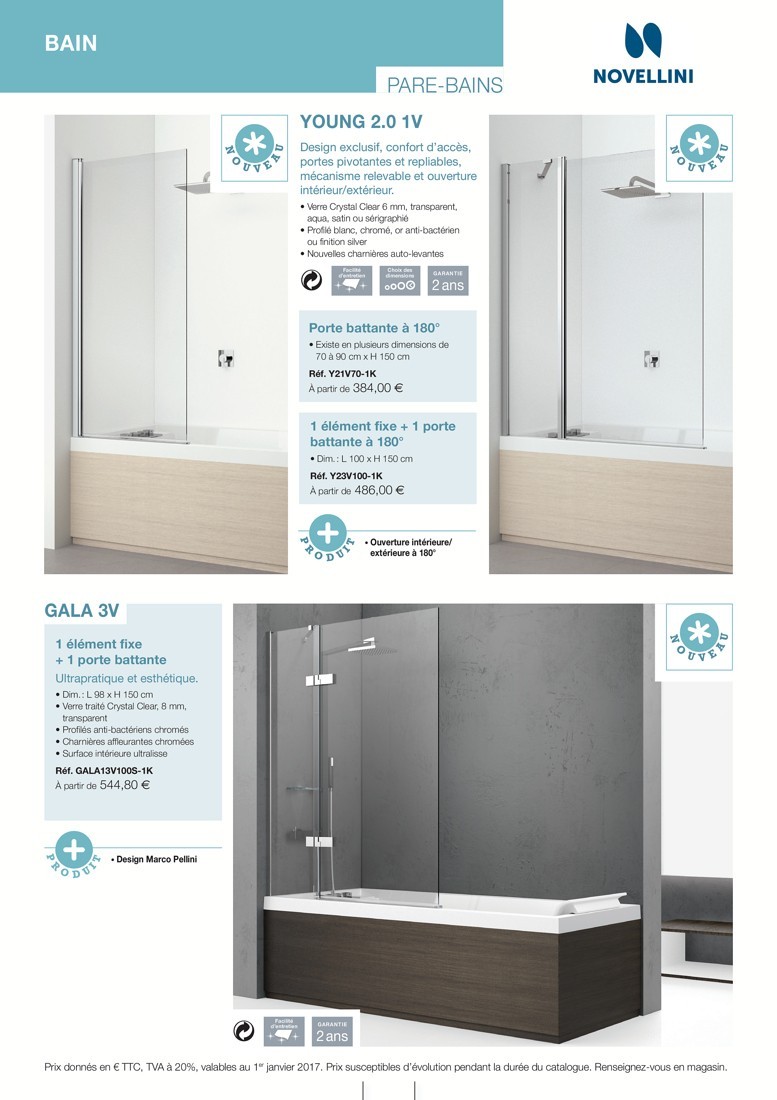 BAIN
NOVELLINI
PARE-BAINS
NOUVEAU
YOUNG 2.0 1V
Design exclusif, confort d'accès,
portes pivotantes et repliables,
mécanisme relevable et ouverture
intérieur/extérieur.
• Verre Crystal Clear 6 mm, transparent,
aqua, satin ou sérigraphié
• Profilé blanc, chromé, or anti-bactérien
ou finition silver
• Nouvelles charnières auto-levantes
Facilité
d'entretien
Choix des
dimensions
GARANTIE
2 ans
Porte battante à 180°
• Existe en plusieurs dimensions de
70 à 90 cm x H 150 cm
Réf. Y21V70-1K
À partir de 384,00 €
1 élément fixe + 1 porte
battante à 180°
• Dim. : L 100 x H 150 cm
Réf. Y23V100-1K
À partir de 486,00 €
PRODUIT
• Ouverture intérieure/
extérieure à 180°
NOUVEAU
GALA 3V
1 élément fixe
+ 1 porte battante
Ultrapratique et esthétique.
• Dim. : L 98 x H 150 cm
• Verre traité Crystal Clear, 8 mm,
transparent
• Profilés anti-bactériens chromés
• Charnières affleurantes chromées
• Surface intérieure ultralisse
Réf. GALA13V100S-1K
À partir de 544,80 €
PRODUIT
• Design Marco Pellini
NOUVEAU
Facilité
d'entretien
GARANTIE
2 ans
Prix donnés en € TTC, TVA à 20%, valables au 1er janvier 2017. Prix susceptibles d'évolution pendant la durée du catalogue. Renseignez-vous en magasin.